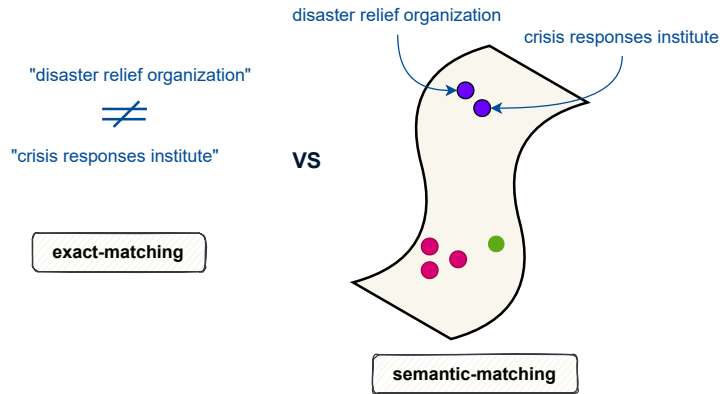 disaster relief organization
crisis responses institute
"disaster relief organization"
≠
"crisis responses institute"
VS
exact-matching
semantic-matching